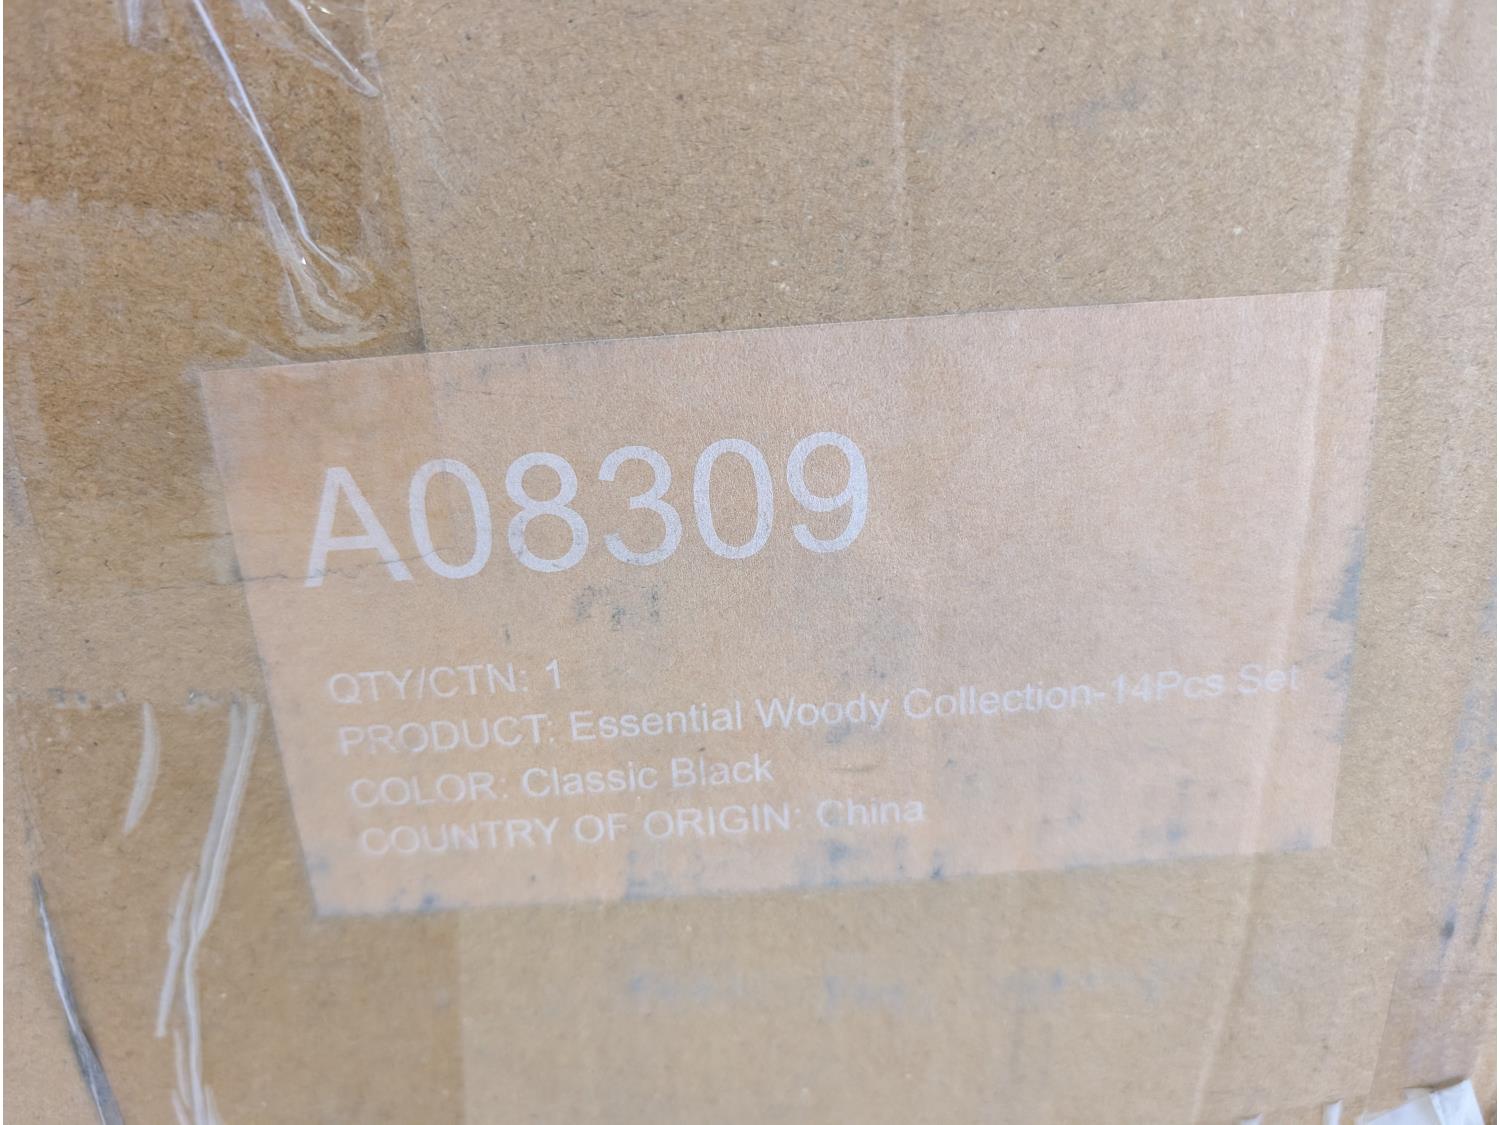 A08309
QTY/CTN: 1
PRODUCT: Essential Woody Collection-14Pcs Set
COLOR: Classic Black
COUNTRY OF ORIGIN: China